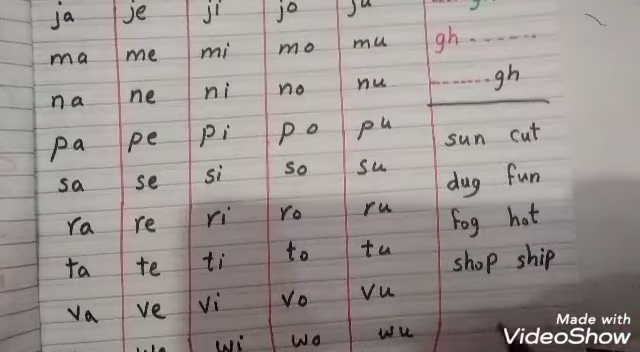 ja je ji jo ju
ma me mi mo mu gh -------
na ne ni no nu ------- gh
pa pe pi po pu sun cut
sa se si so su dug fun
ra re ri ro ru fog hot
ta te ti to tu shop ship
va ve vi vo vu
wi wo wu
Made with
VideoShow